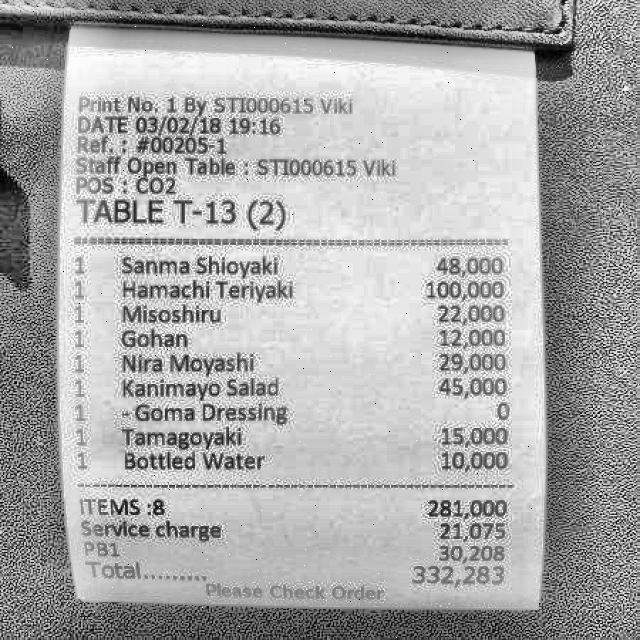 Print No. 1 By STI000615 Viki
DATE 03/02/18 19:16
Ref. : #00205-1
Staff Open Table : STI000615 Viki
POS : CO2
TABLE T-13 (2)
1 Sanma Shioyaki 48,000
1 Hamachi Teriyaki 100,000
1 Misoshiru 22,000
1 Gohan 12,000
1 Nira Moyashi 29,000
1 Kanimayo Salad 45,000
1 - Goma Dressing 0
1 Tamagoyaki 15,000
1 Bottled Water 10,000
ITEMS :8 281,000
Service charge 21,075
PB1 30,208
Total......... 332,283
Please Check Order